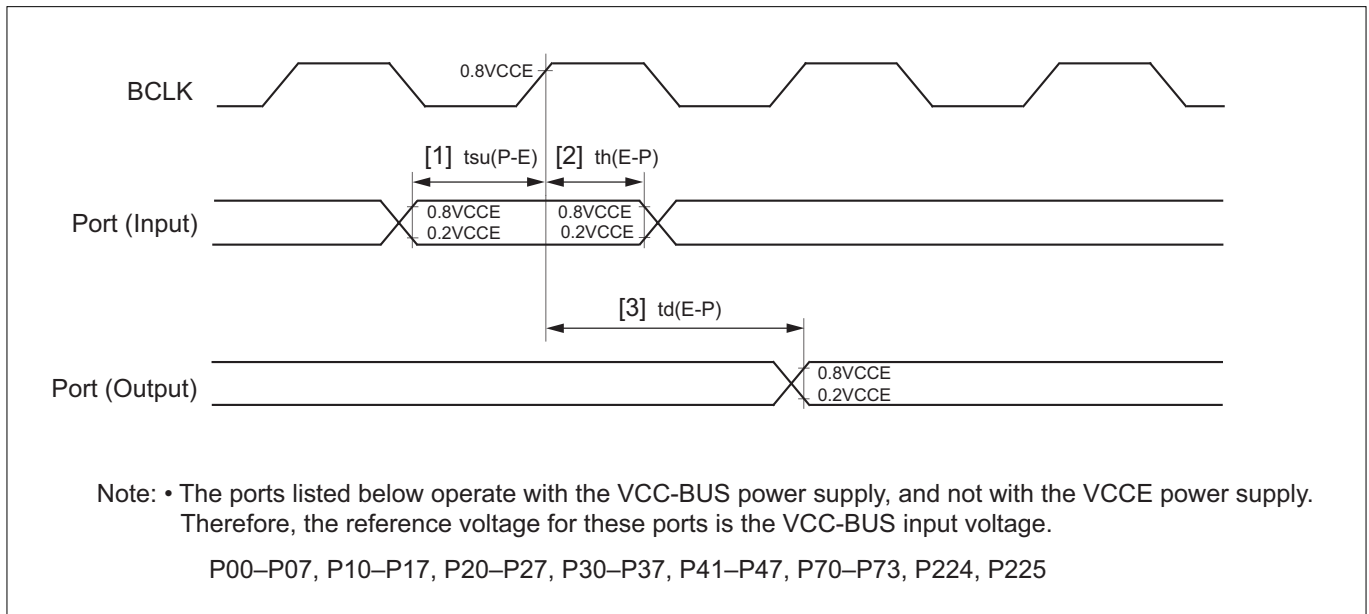 0.8VCCE
BCLK
[1] tsu(P-E) [2] th(E-P)
0.8VCCE 0.8VCCE
Port (Input)
0.2VCCE 0.2VCCE
[3] td(E-P)
0.8VCCE
Port (Output)
0.2VCCE
Note: • The ports listed below operate with the VCC-BUS power supply, and not with the VCCE power supply.
Therefore, the reference voltage for these ports is the VCC-BUS input voltage.
P00–P07, P10–P17, P20–P27, P30–P37, P41–P47, P70–P73, P224, P225